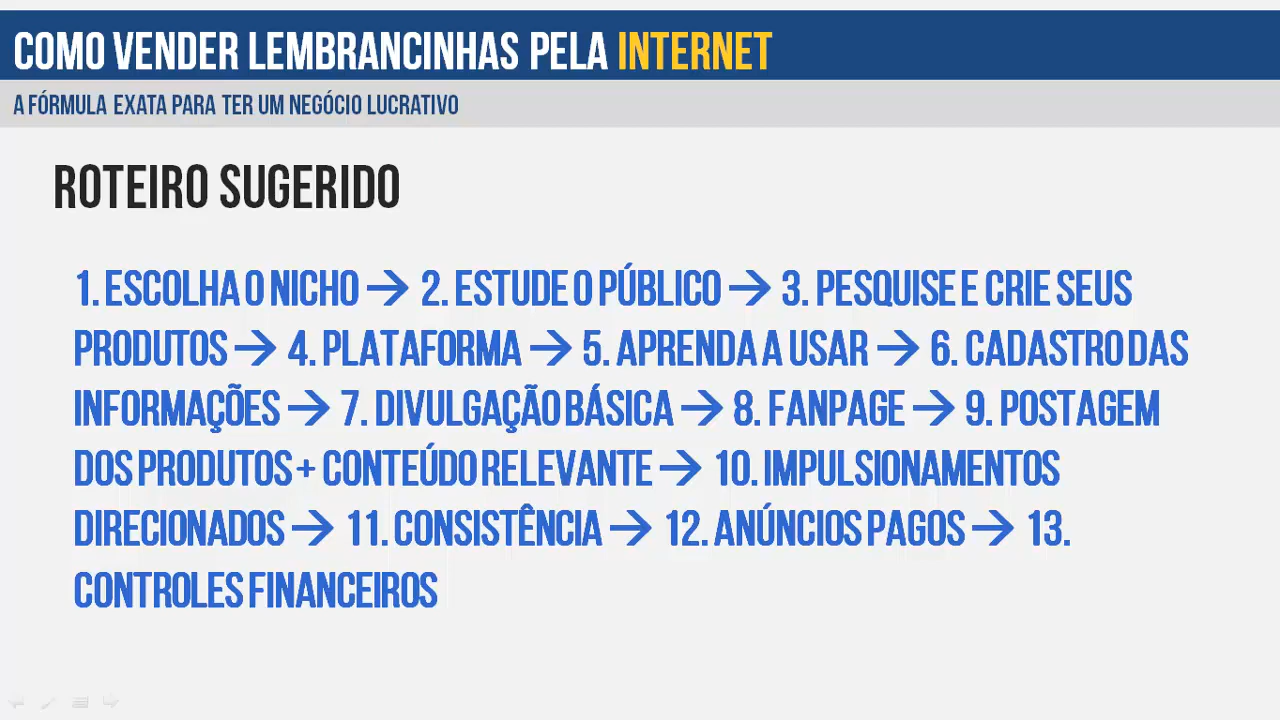 COMO VENDER LEMBRANCINHAS PELA INTERNET
A FÓRMULA EXATA PARA TER UM NEGÓCIO LUCRATIVO
ROTEIRO SUGERIDO
1. ESCOLHA O NICHO → 2. ESTUDE O PÚBLICO → 3. PESQUISE E CRIE SEUS
PRODUTOS → 4. PLATAFORMA → 5. APRENDA A USAR → 6. CADASTRO DAS
INFORMAÇÕES → 7. DIVULGAÇÃO BÁSICA → 8. FANPAGE → 9. POSTAGEM
DOS PRODUTOS + CONTEÚDO RELEVANTE → 10. IMPULSIONAMENTOS
DIRECIONADOS → 11. CONSISTÊNCIA → 12. ANÚNCIOS PAGOS → 13.
CONTROLES FINANCEIROS